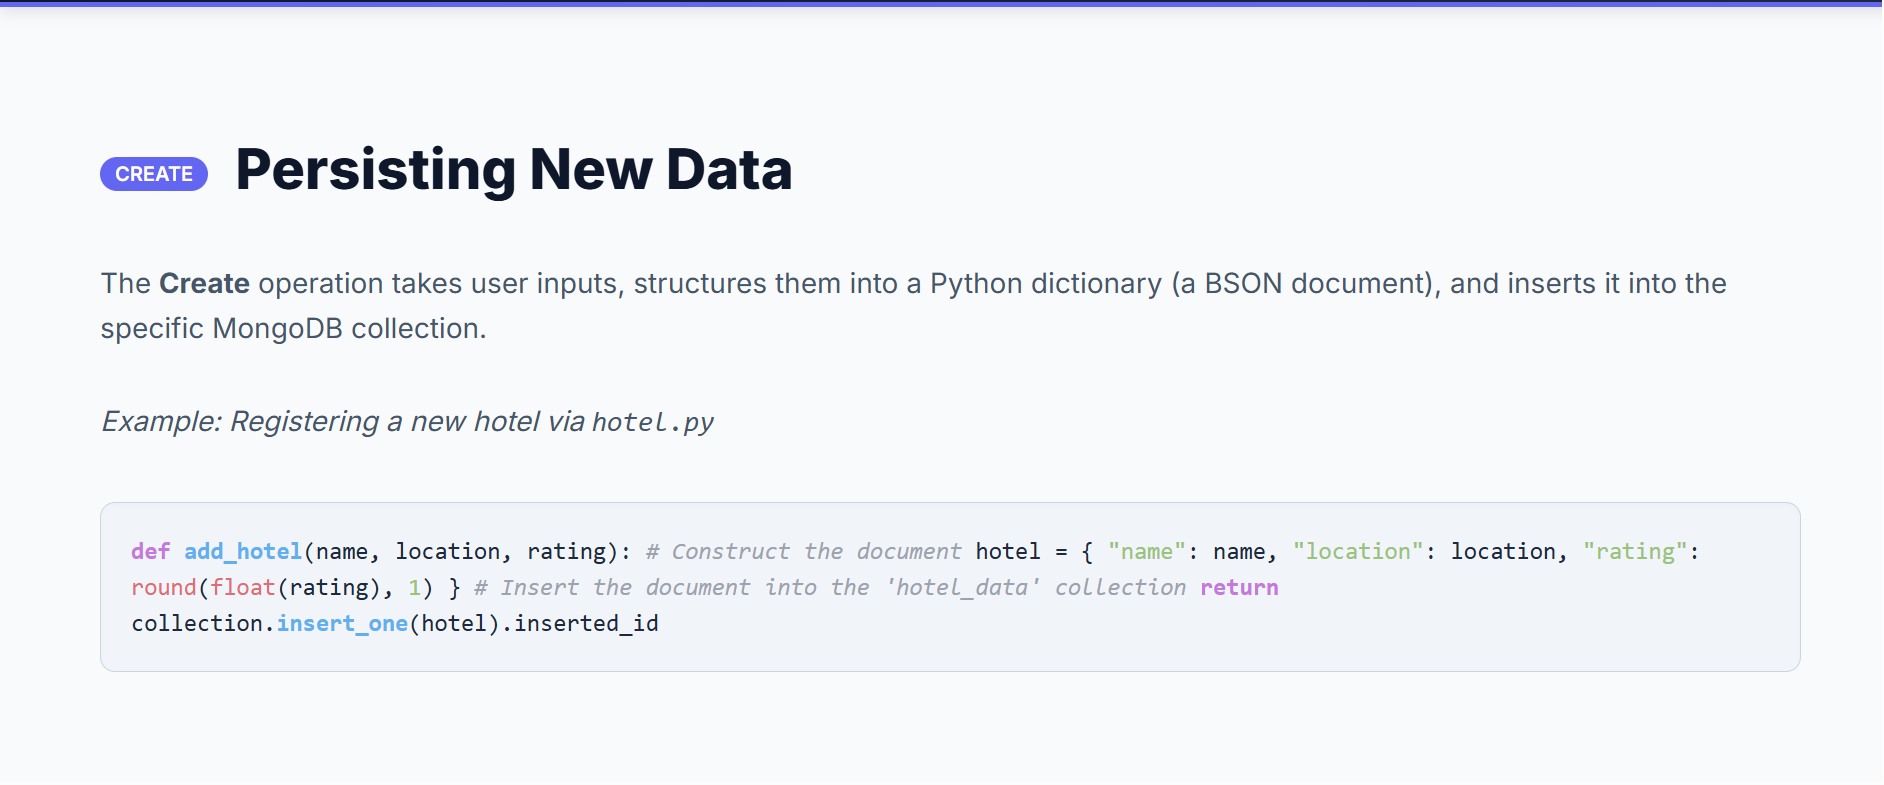 CREATE Persisting New Data
The Create operation takes user inputs, structures them into a Python dictionary (a BSON document), and inserts it into the
specific MongoDB collection.
Example: Registering a new hotel via hotel.py
def add_hotel(name, location, rating): # Construct the document hotel = { "name": name, "location": location, "rating":
round(float(rating), 1) } # Insert the document into the 'hotel_data' collection return
collection.insert_one(hotel).inserted_id